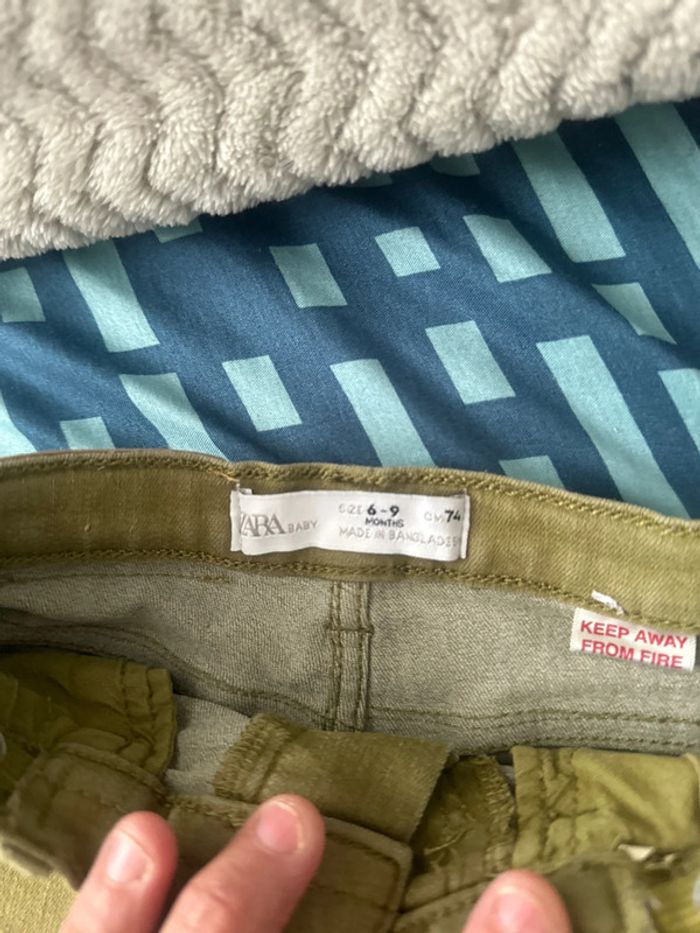 ZARA BABY
SIZE 6 - 9
MONTHS
CM 74
MADE IN BANGLADESH
KEEP AWAY
FROM FIRE